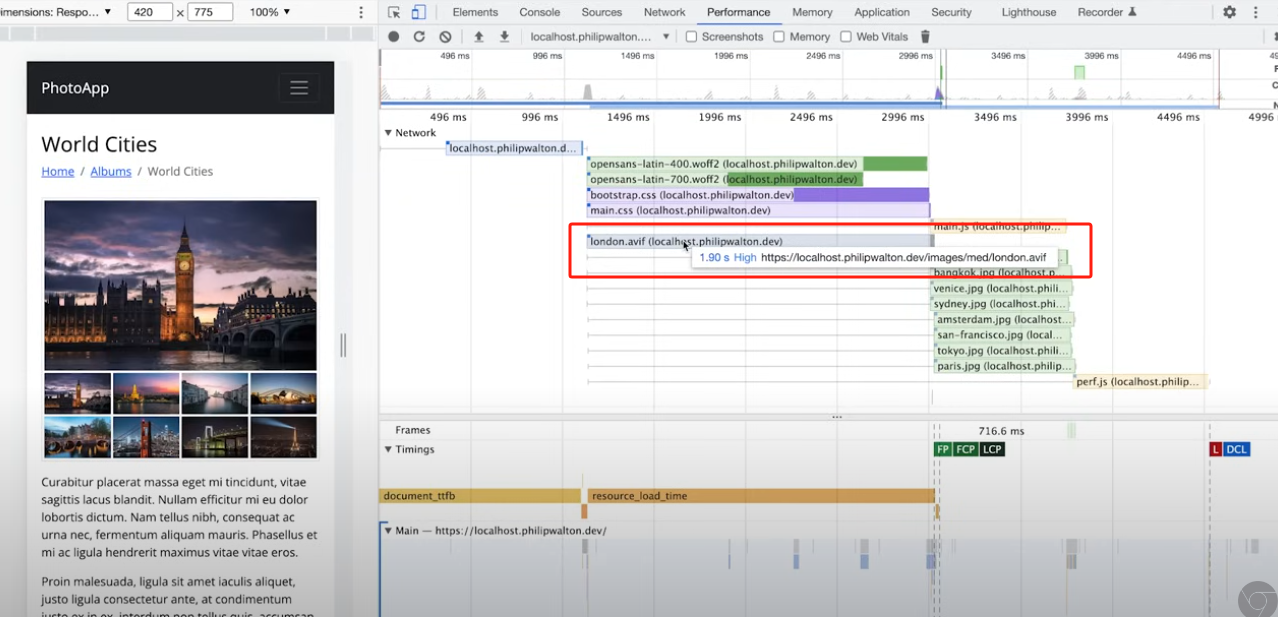 imensions: Respo... ▼ 420 × 775 100% ▼
PhotoApp
World Cities
Home / Albums / World Cities
Curabitur placerat massa eget mi tincidunt, vitae
sagittis lacus blandit. Nullam efficitur mi eu dolor
lobortis dictum. Nam tellus nibh, consequat ac
urna nec, fermentum aliquam mauris. Phasellus et
mi ac ligula hendrerit maximus vitae vitae eros.
Proin malesuada, ligula sit amet iaculis aliquet,
justo ligula consectetur ante, at condimentum
justo ex in ex. interdum non tellus quis. accumsan
Elements Console Sources Network Performance Memory Application Security Lighthouse Recorder
localhost.philipwalton.... ▼ Screenshots Memory Web Vitals
496 ms 996 ms 1496 ms 1996 ms 2496 ms 2996 ms 3496 ms 3996 ms 4496 ms
496 ms 996 ms 1496 ms 1996 ms 2496 ms 2996 ms 3496 ms 3996 ms 4496 ms 4996
▼ Network
localhost.philipwalton.d...
opensans-latin-400.woff2 (localhost.philipwalton.dev)
opensans-latin-700.woff2 (localhost.philipwalton.dev)
bootstrap.css (localhost.philipwalton.dev)
main.css (localhost.philipwalton.dev)
main.js (localhost.philip...
london.avif (localhost.philipwalton.dev)
1.90 s High https://localhost.philipwalton.dev/images/med/london.avif
bangkok.jpg (localhost.p...
venice.jpg (localhost.phili...
sydney.jpg (localhost.phi...
amsterdam.jpg (localhost...
san-francisco.jpg (local...
tokyo.jpg (localhost.phili...
paris.jpg (localhost.philip...
perf.js (localhost.philip...
Frames 716.6 ms
▼ Timings FP FCP LCP L DCL
document_ttfb resource_load_time
▼ Main — https://localhost.philipwalton.dev/